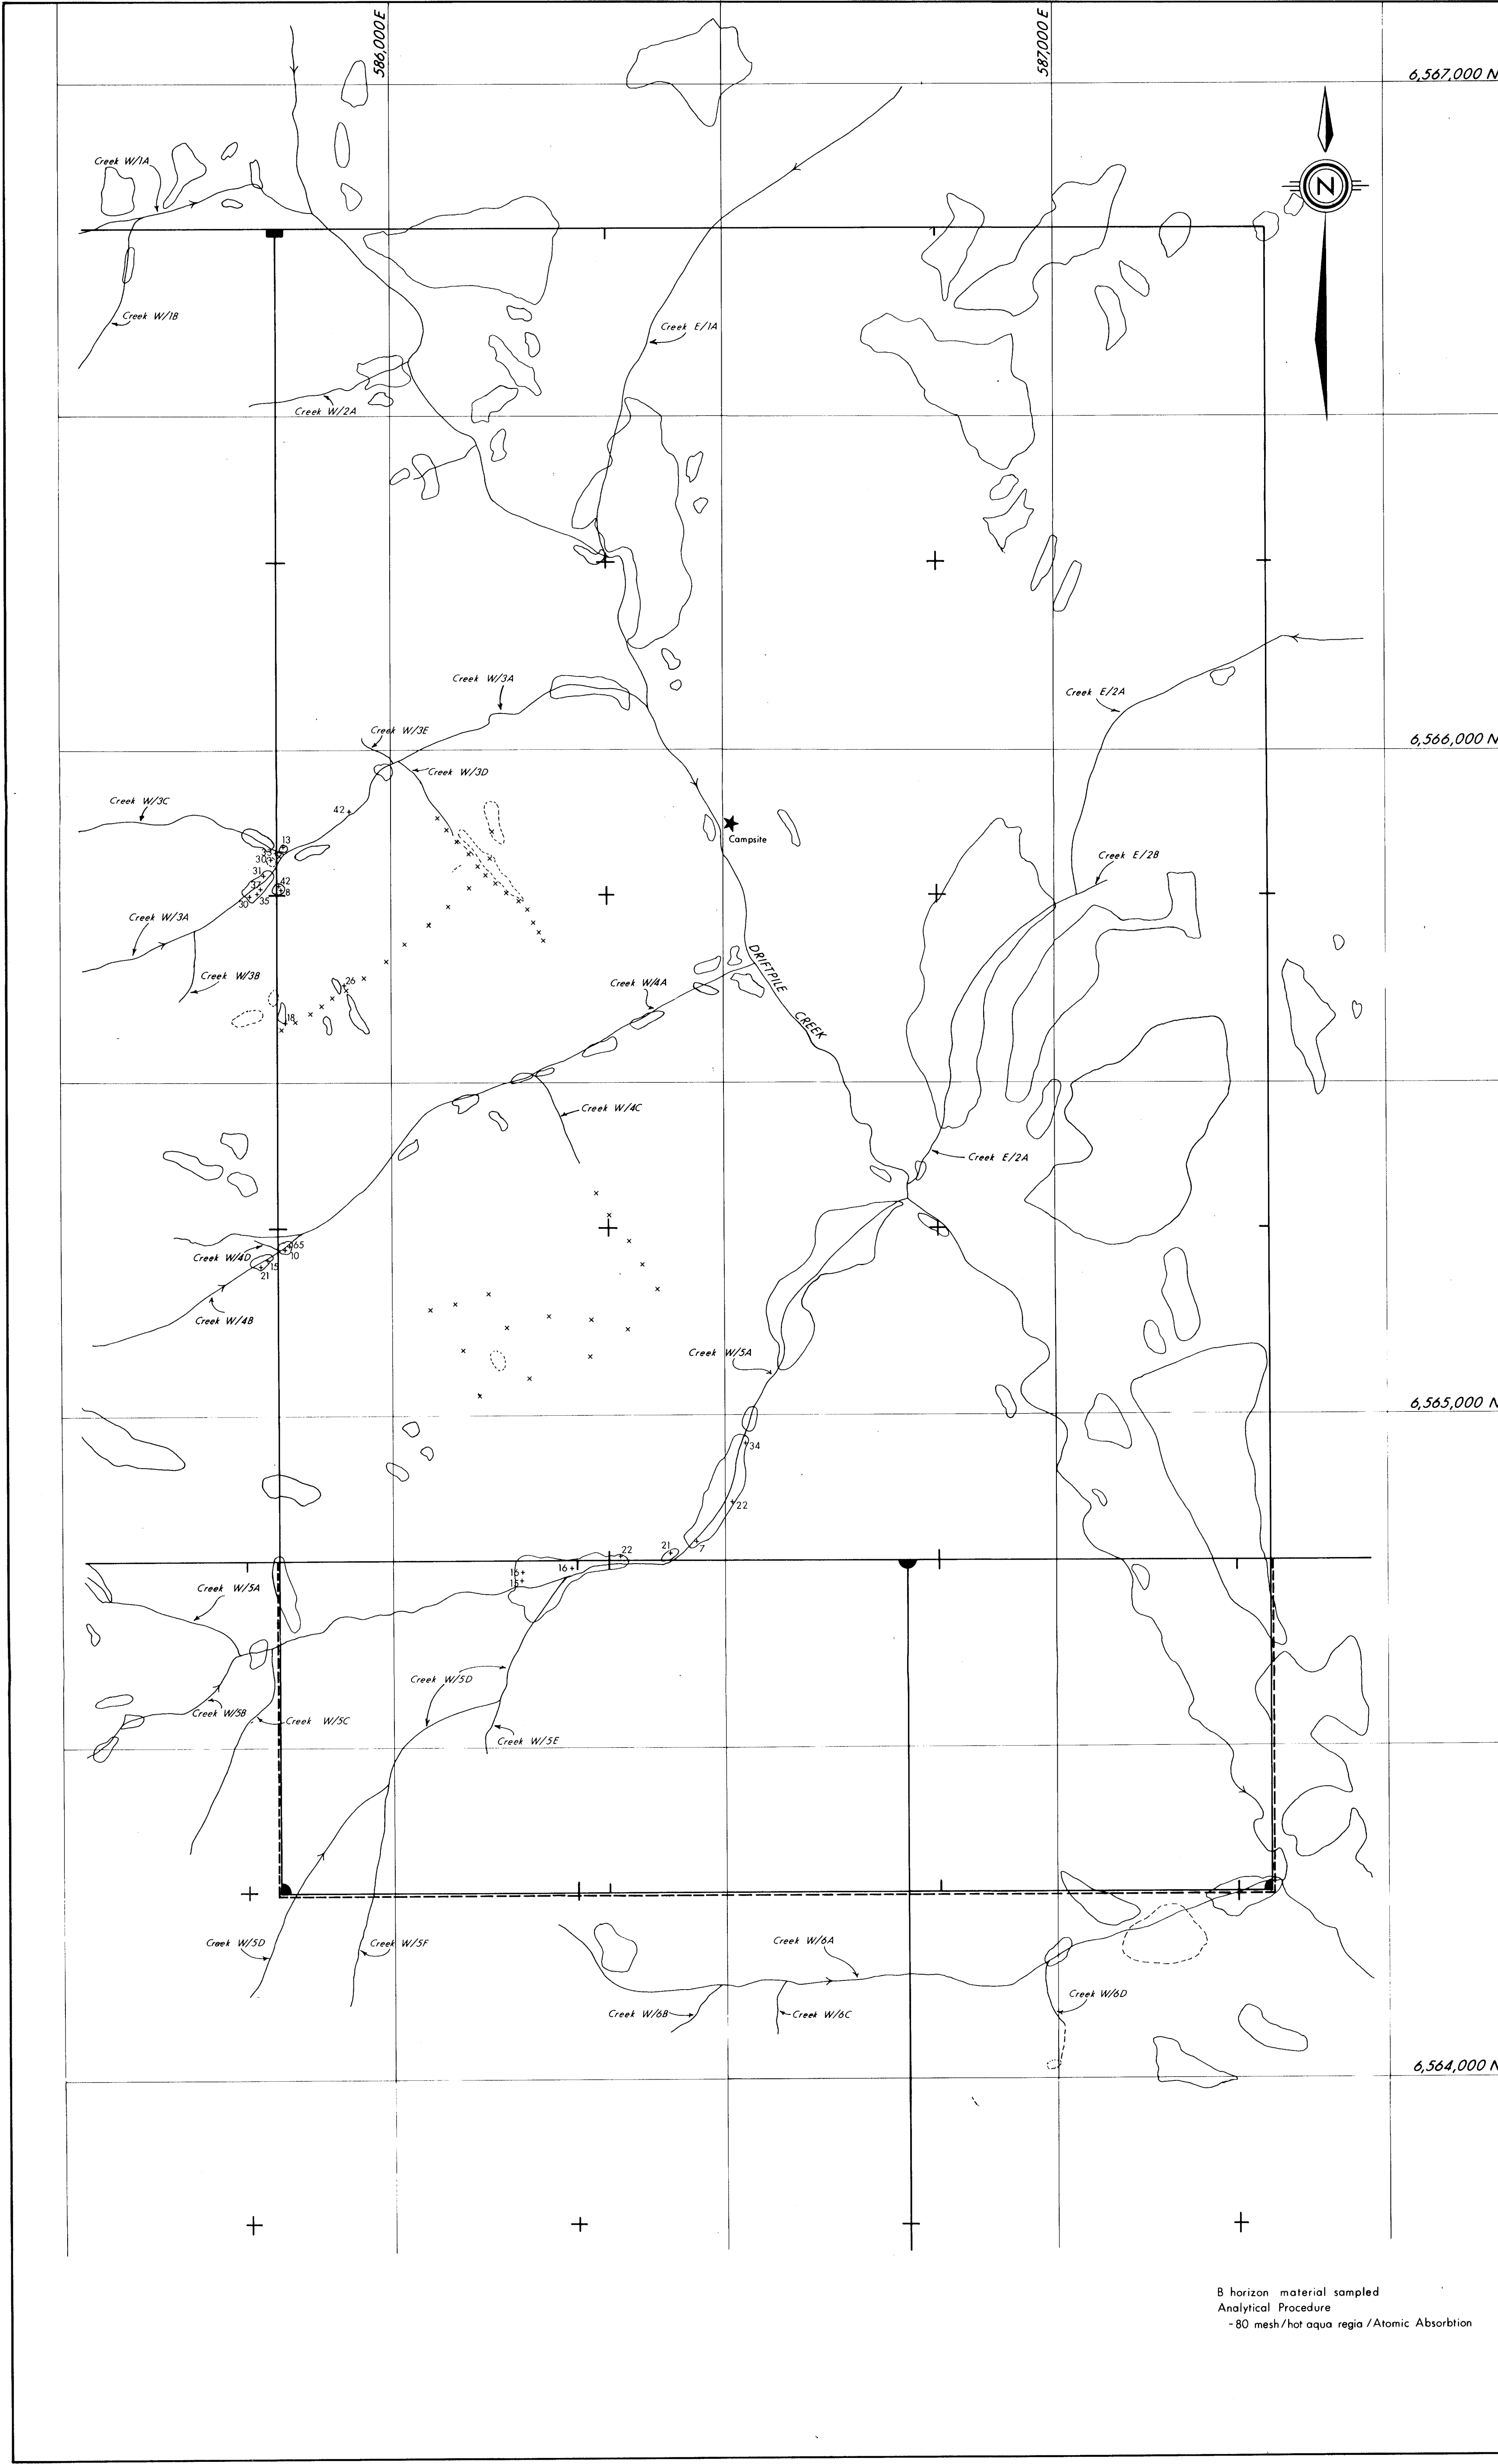 586,000 E
587,000 E
6,567,000 N
Creek W/1A
N
Creek W/1B
Creek E/1A
Creek W/2A
Creek W/3A
Creek E/2A
Creek W/3E
6,566,000 N
Creek W/3D
Creek W/3C
42
Campsite
13
30
Creek E/2B
31
42
37
28
30
35
Creek W/3A
DRIFTPILE CREEK
Creek W/3B
26
Creek W/4A
18
Creek W/4C
Creek E/2A
Creek W/4D
10
15
21
Creek W/4B
Creek W/5A
6,565,000 N
34
22
21
7
22
16
16
15
Creek W/5A
Creek W/5D
Creek W/5B
Creek W/5C
Creek W/5E
Creek W/5D
Creek W/5F
Creek W/6A
Creek W/6D
Creek W/6B
Creek W/6C
6,564,000 N
B horizon material sampled
Analytical Procedure
-80 mesh/hot aqua regia/Atomic Absorbtion